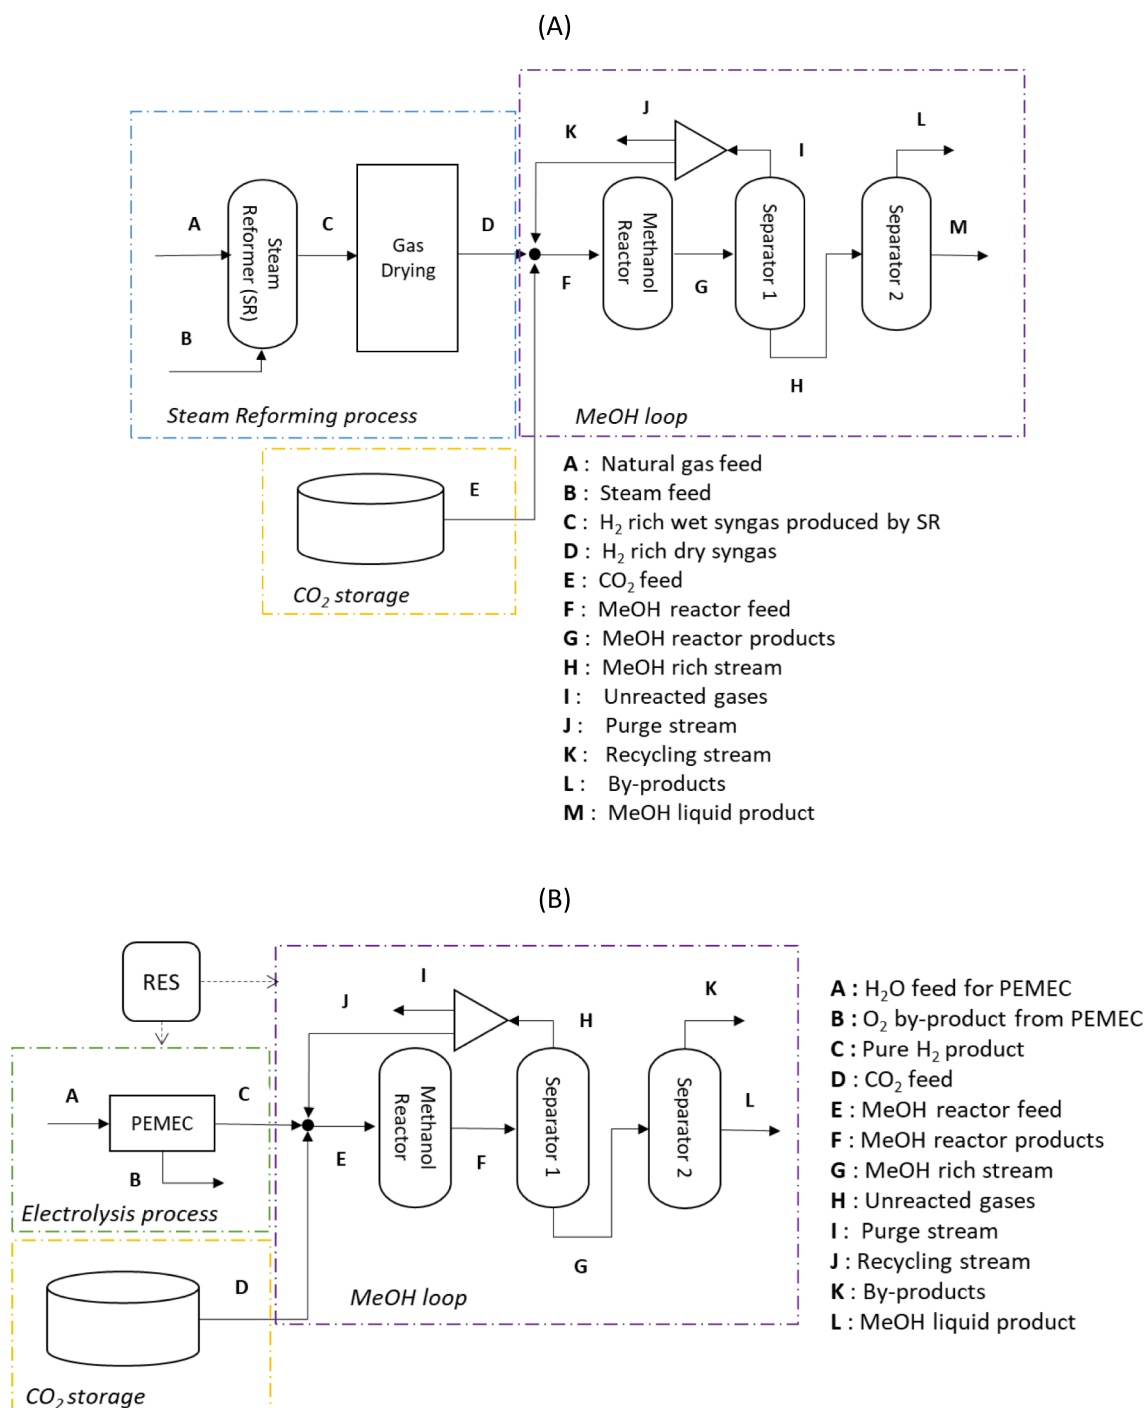 (A)
J
K
L
I
A
C
D
M
Steam
Reformer (SR)
Gas
Drying
Methanol
Reactor
Separator 1
Separator 2
F
G
B
H
Steam Reforming process
MeOH loop
E
CO2 storage
A : Natural gas feed
B : Steam feed
C : H2 rich wet syngas produced by SR
D : H2 rich dry syngas
E : CO2 feed
F : MeOH reactor feed
G : MeOH reactor products
H : MeOH rich stream
I : Unreacted gases
J : Purge stream
K : Recycling stream
L : By-products
M : MeOH liquid product
(B)
RES
I
J
K
H
A
C
L
PEMEC
Methanol
Reactor
Separator 1
Separator 2
E
F
B
Electrolysis process
G
D
MeOH loop
CO2 storage
A : H2O feed for PEMEC
B : O2 by-product from PEMEC
C : Pure H2 product
D : CO2 feed
E : MeOH reactor feed
F : MeOH reactor products
G : MeOH rich stream
H : Unreacted gases
I : Purge stream
J : Recycling stream
K : By-products
L : MeOH liquid product